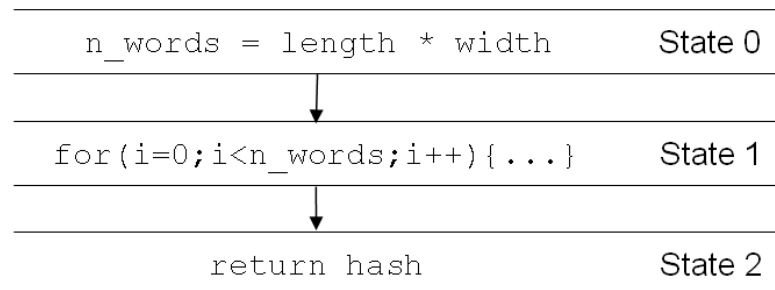 n_words = length * width State 0
for(i=0;i<n_words;i++){...} State 1
return hash State 2